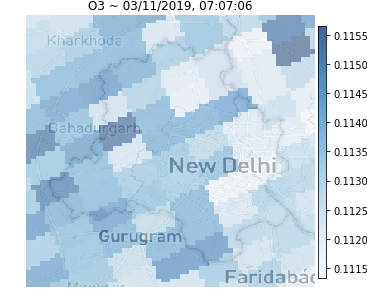 O3 ~ 03/11/2019, 07:07:06
0.1155
Kharkhoda
0.1150
0.1145
0.1140
Bahadurgarh
0.1135
New Delhi
0.1130
0.1125
Gurugram
0.1120
Faridabad
0.1115